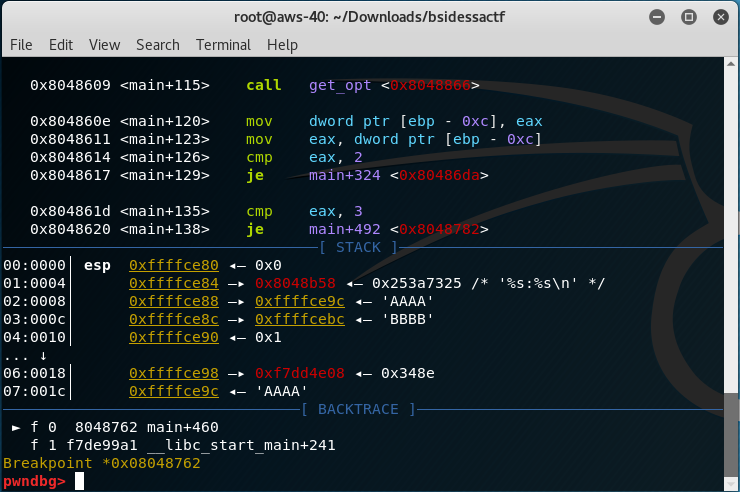 root@aws-40: ~/Downloads/bsidessactf
File Edit View Search Terminal Help
0x8048609 <main+115> call get_opt <0x8048866>
0x804860e <main+120> mov dword ptr [ebp - 0xc], eax
0x8048611 <main+123> mov eax, dword ptr [ebp - 0xc]
0x8048614 <main+126> cmp eax, 2
0x8048617 <main+129> je main+324 <0x80486da>
0x804861d <main+135> cmp eax, 3
0x8048620 <main+138> je main+492 <0x8048782>
[ STACK ]
00:0000│ esp 0xffffce80 ◂— 0x0
01:0004│ 0xffffce84 —▸ 0x8048b58 ◂— 0x253a7325 /* '%s:%s\n' */
02:0008│ 0xffffce88 —▸ 0xffffce9c ◂— 'AAAA'
03:000c│ 0xffffce8c —▸ 0xffffcebc ◂— 'BBBB'
04:0010│ 0xffffce90 ◂— 0x1
... ↓
06:0018│ 0xffffce98 —▸ 0xf7dd4e08 ◂— 0x348e
07:001c│ 0xffffce9c ◂— 'AAAA'
[ BACKTRACE ]
► f 0 8048762 main+460
f 1 f7de99a1 __libc_start_main+241
Breakpoint *0x08048762
pwndbg>